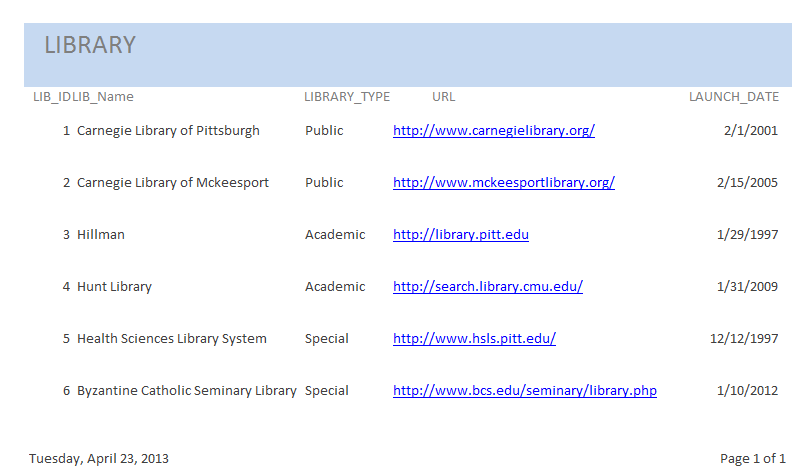 LIBRARY
LIB_ID LIB_Name LIBRARY_TYPE URL LAUNCH_DATE
1 Carnegie Library of Pittsburgh Public http://www.carnegielibrary.org/ 2/1/2001
2 Carnegie Library of Mckeesport Public http://www.mckeesportlibrary.org/ 2/15/2005
3 Hillman Academic http://library.pitt.edu 1/29/1997
4 Hunt Library Academic http://search.library.cmu.edu/ 1/31/2009
5 Health Sciences Library System Special http://www.hsls.pitt.edu/ 12/12/1997
6 Byzantine Catholic Seminary Library Special http://www.bcs.edu/seminary/library.php 1/10/2012
Tuesday, April 23, 2013 Page 1 of 1